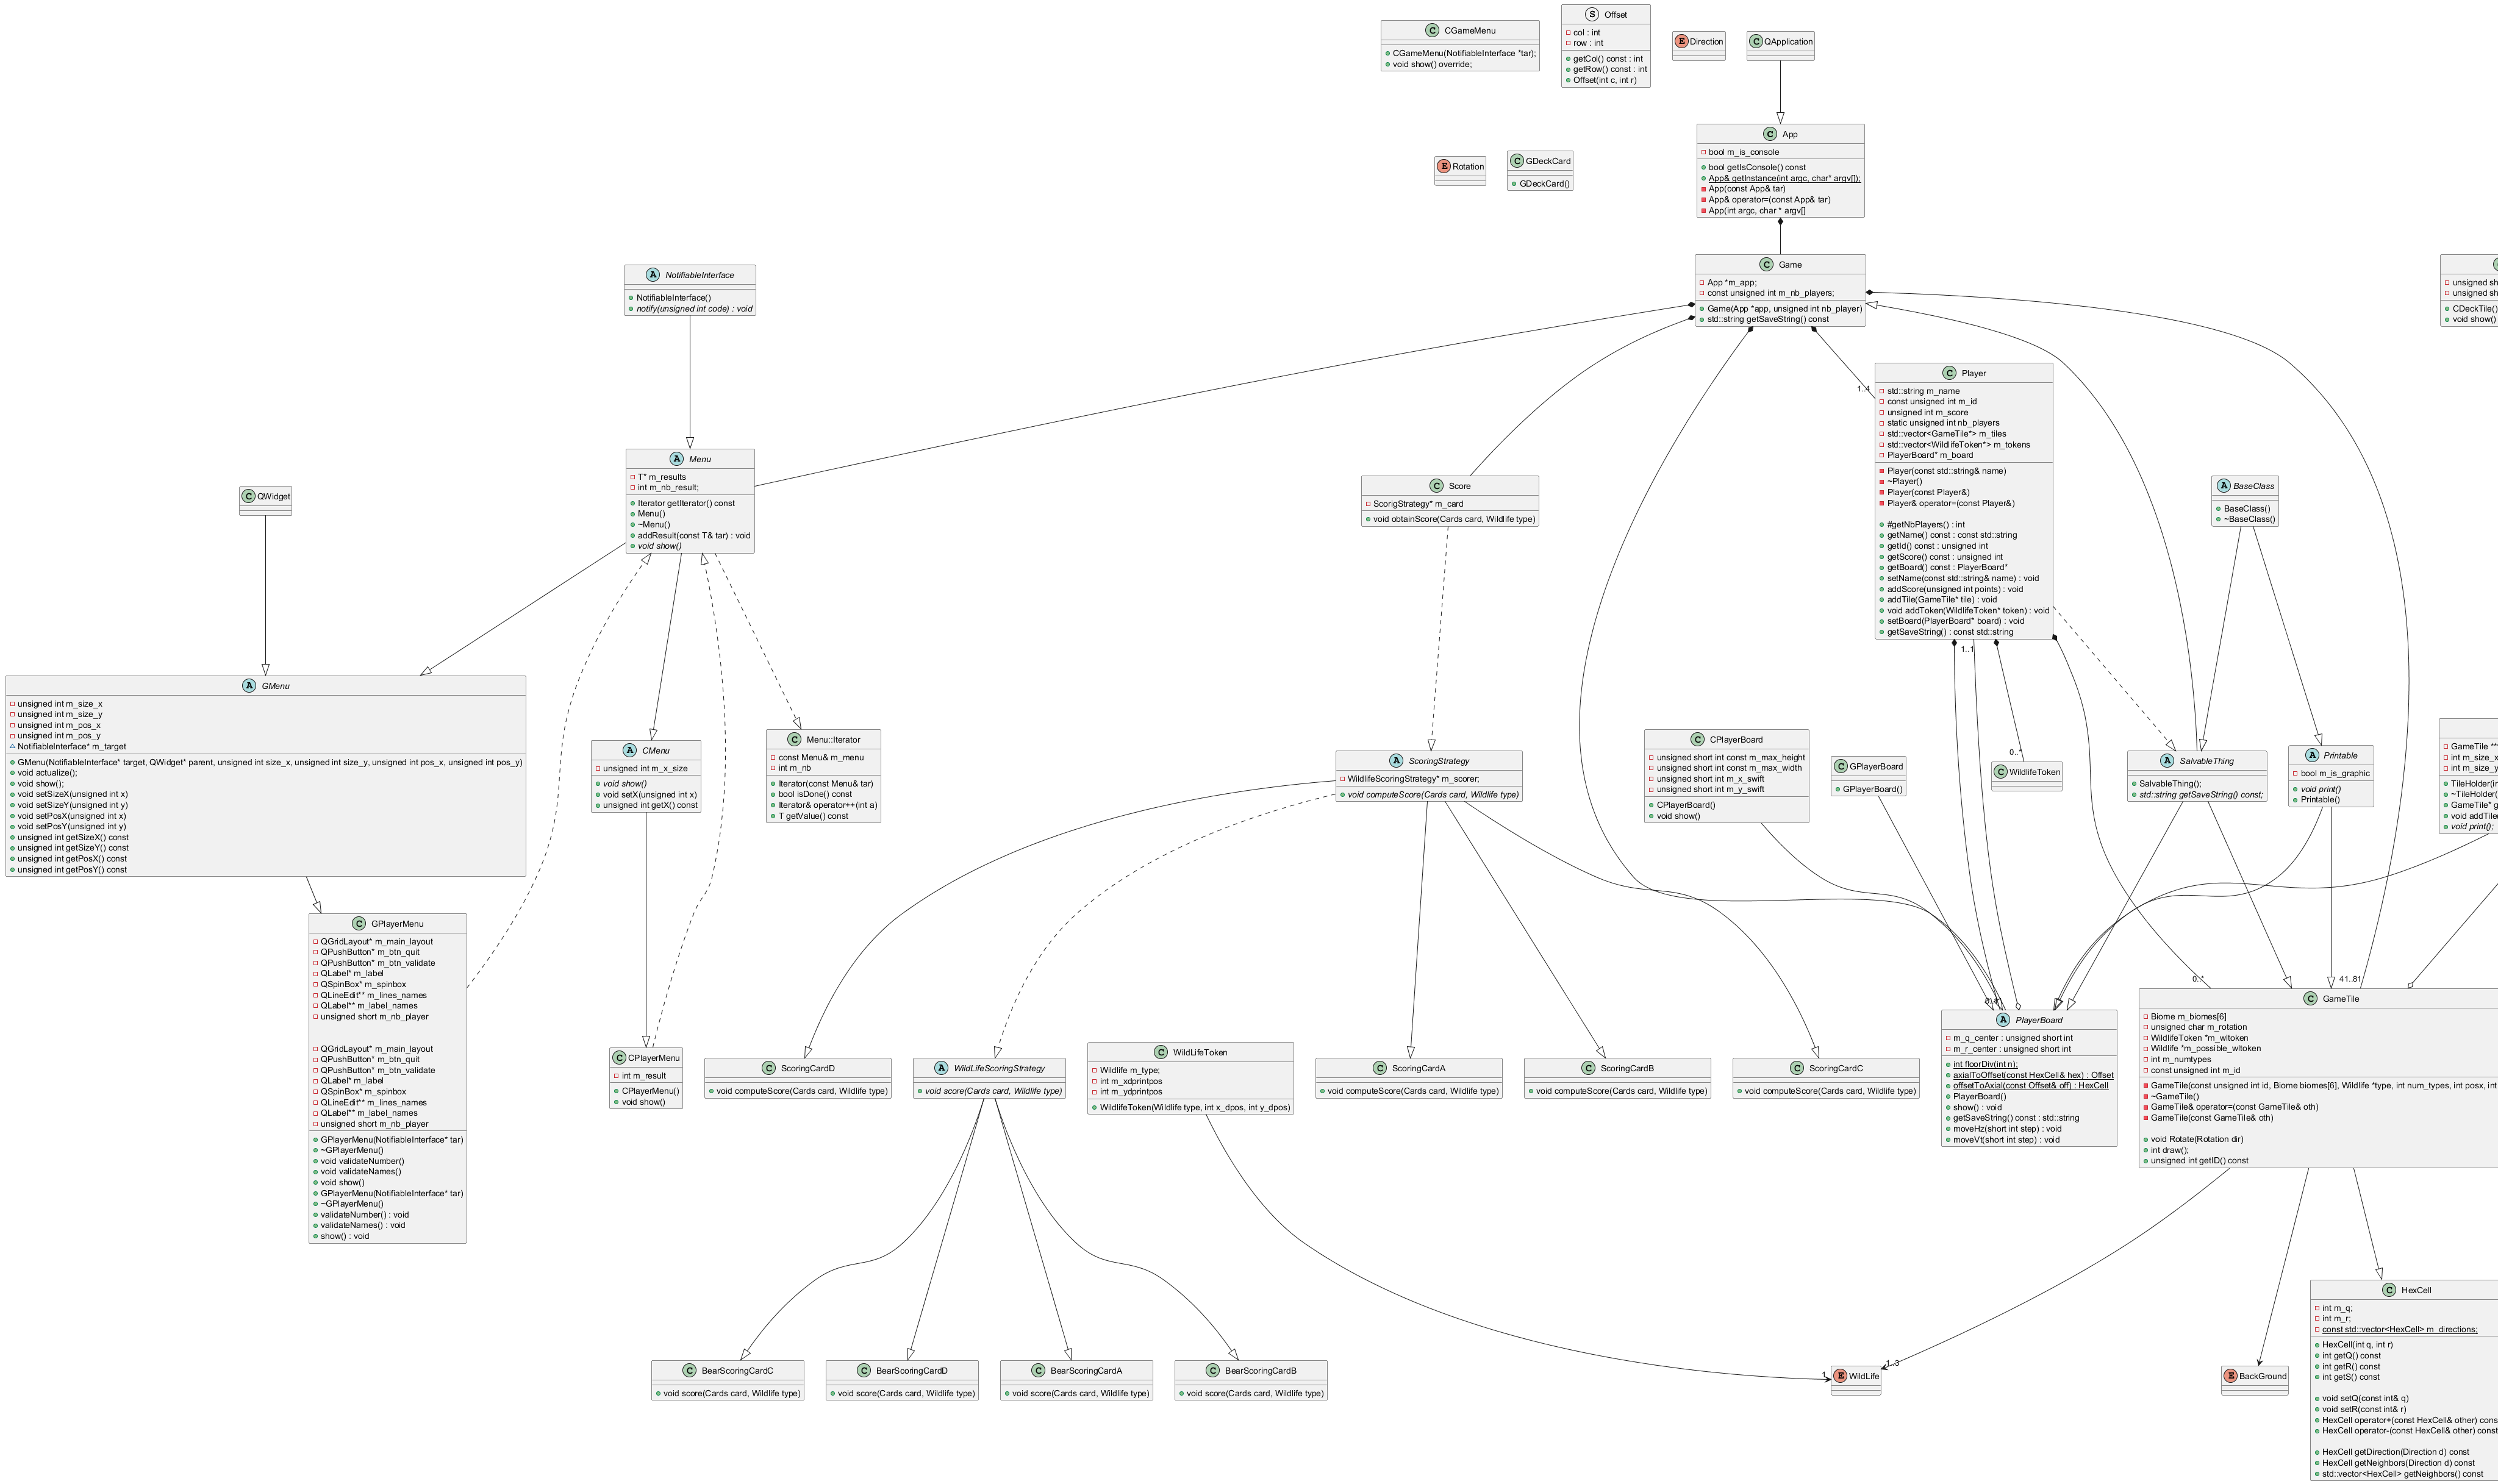 CGameMenu
CGameMenu(NotifiableInterface *tar);
void show() override;
Offset
col : int
row : int
getCol() const : int
getRow() const : int
Offset(int c, int r)
Direction
QApplication
Rotation
GDeckCard
GDeckCard()
App
bool m_is_console
bool getIsConsole() const
App& getInstance(int argc, char* argv[]);
App(const App& tar)
App& operator=(const App& tar)
App(int argc, char * argv[]
NotifiableInterface
NotifiableInterface()
notify(unsigned int code) : void
Game
App *m_app;
const unsigned int m_nb_players;
Game(App *app, unsigned int nb_player)
std::string getSaveString() const
unsigned sh
unsigned sh
CDeckTile()
void show()
1..4
Player
std::string m_name
const unsigned int m_id
unsigned int m_score
static unsigned int nb_players
std::vector<GameTile*> m_tiles
std::vector<WildlifeToken*> m_tokens
PlayerBoard* m_board
Player(const std::string& name)
~Player()
Player(const Player&)
Player& operator=(const Player&)
#getNbPlayers() : int
getName() const : const std::string
getId() const : unsigned int
getScore() const : unsigned int
getBoard() const : PlayerBoard*
setName(const std::string& name) : void
addScore(unsigned int points) : void
addTile(GameTile* tile) : void
void addToken(WildlifeToken* token) : void
setBoard(PlayerBoard* board) : void
getSaveString() : const std::string
1..1
QWidget
Menu
T* m_results
int m_nb_result;
Iterator getIterator() const
Menu()
~Menu()
addResult(const T& tar) : void
void show()
Score
ScorigStrategy* m_card
void obtainScore(Cards card, Wildlife type)
BaseClass
BaseClass()
~BaseClass()
GMenu
unsigned int m_size_x
unsigned int m_size_y
unsigned int m_pos_x
unsigned int m_pos_y
NotifiableInterface* m_target
GMenu(NotifiableInterface* target, QWidget* parent, unsigned int size_x, unsigned int size_y, unsigned int pos_x, unsigned int pos_y)
void actualize();
void show();
void setSizeX(unsigned int x)
void setSizeY(unsigned int y)
void setPosX(unsigned int x)
void setPosY(unsigned int y)
unsigned int getSizeX() const
unsigned int getSizeY() const
unsigned int getPosX() const
unsigned int getPosY() const
CMenu
unsigned int m_x_size
void show()
void setX(unsigned int x)
unsigned int getX() const
Menu::Iterator
const Menu& m_menu
int m_nb
Iterator(const Menu& tar)
bool isDone() const
Iterator& operator++(int a)
T getValue() const
ScoringStrategy
WildlifeScoringStrategy* m_scorer;
void computeScore(Cards card, Wildlife type)
CPlayerBoard
unsigned short int const m_max_height
unsigned short int const m_max_width
unsigned short int m_x_swift
unsigned short int m_y_swift
CPlayerBoard()
void show()
GPlayerBoard
GPlayerBoard()
0..*
WildlifeToken
SalvableThing
SalvableThing();
std::string getSaveString() const;
Printable
bool m_is_graphic
void print()
Printable()
GameTile **
int m_size_x
int m_size_y
TileHolder(in
~TileHolder(
GameTile* g
void addTile(
void print();
GPlayerMenu
QGridLayout* m_main_layout
QPushButton* m_btn_quit
QPushButton* m_btn_validate
QLabel* m_label
QSpinBox* m_spinbox
QLineEdit** m_lines_names
QLabel** m_label_names
unsigned short m_nb_player
QGridLayout* m_main_layout
QPushButton* m_btn_quit
QPushButton* m_btn_validate
QLabel* m_label
QSpinBox* m_spinbox
QLineEdit** m_lines_names
QLabel** m_label_names
unsigned short m_nb_player
GPlayerMenu(NotifiableInterface* tar)
~GPlayerMenu()
void validateNumber()
void validateNames()
void show()
GPlayerMenu(NotifiableInterface* tar)
~GPlayerMenu()
validateNumber() : void
validateNames() : void
show() : void
CPlayerMenu
int m_result
CPlayerMenu()
void show()
ScoringCardD
void computeScore(Cards card, Wildlife type)
WildLifeScoringStrategy
void score(Cards card, Wildlife type)
WildLifeToken
Wildlife m_type;
int m_xdprintpos
int m_ydprintpos
WildlifeToken(Wildlife type, int x_dpos, int y_dpos)
ScoringCardA
void computeScore(Cards card, Wildlife type)
ScoringCardB
void computeScore(Cards card, Wildlife type)
ScoringCardC
void computeScore(Cards card, Wildlife type)
PlayerBoard
m_q_center : unsigned short int
m_r_center : unsigned short int
int floorDiv(int n);
axialToOffset(const HexCell& hex) : Offset
offsetToAxial(const Offset& off) : HexCell
PlayerBoard()
show() : void
getSaveString() const : std::string
moveHz(short int step) : void
moveVt(short int step) : void
0..*
41..81
GameTile
Biome m_biomes[6]
unsigned char m_rotation
WildlifeToken *m_wltoken
Wildlife *m_possible_wltoken
int m_numtypes
const unsigned int m_id
GameTile(const unsigned int id, Biome biomes[6], Wildlife *type, int num_types, int posx, int
~GameTile()
GameTile& operator=(const GameTile& oth)
GameTile(const GameTile& oth)
void Rotate(Rotation dir)
int draw();
unsigned int getID() const
BearScoringCardC
void score(Cards card, Wildlife type)
BearScoringCardD
void score(Cards card, Wildlife type)
BearScoringCardA
void score(Cards card, Wildlife type)
BearScoringCardB
void score(Cards card, Wildlife type)
1
1..3
WildLife
BackGround
HexCell
int m_q;
int m_r;
const std::vector<HexCell> m_directions;
HexCell(int q, int r)
int getQ() const
int getR() const
int getS() const
void setQ(const int& q)
void setR(const int& r)
HexCell operator+(const HexCell& other) cons
HexCell operator-(const HexCell& other) const
HexCell getDirection(Direction d) const
HexCell getNeighbors(Direction d) const
std::vector<HexCell> getNeighbors() const